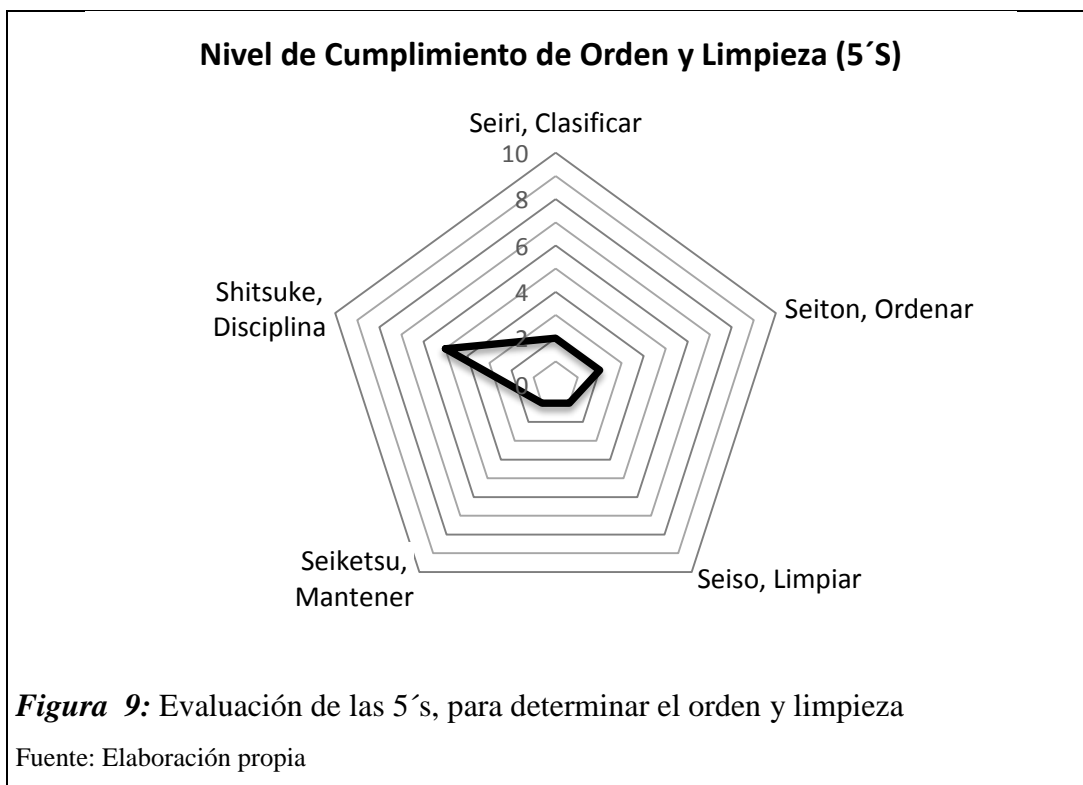 Nivel de Cumplimiento de Orden y Limpieza (5´S)
Seiri, Clasificar
10
8
6
4
2
0
Shitsuke,
Disciplina
Seiton, Ordenar
Seiketsu,
Mantener
Seiso, Limpiar
Figura 9: Evaluación de las 5´s, para determinar el orden y limpieza
Fuente: Elaboración propia